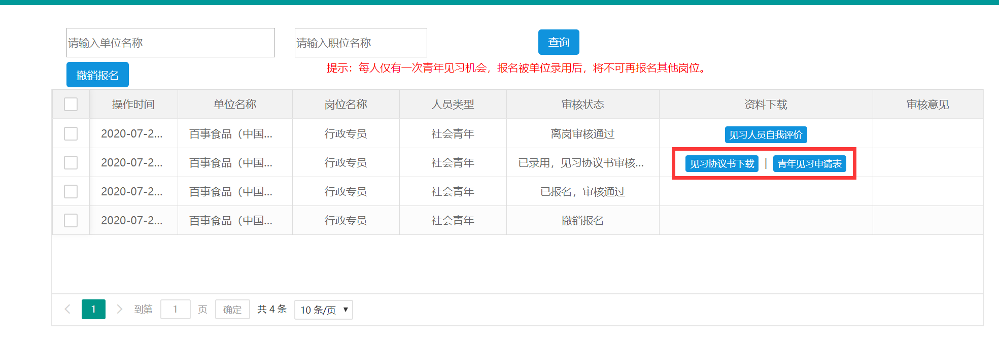 请输入单位名称 请输入职位名称 查询
撤销报名 提示：每人仅有一次青年见习机会，报名被单位录用后，将不可再报名其他岗位。
操作时间 单位名称 岗位名称 人员类型 审核状态 资料下载 审核意见
2020-07-2... 百事食品（中国... 行政专员 社会青年 离岗审核通过 见习人员自我评价
2020-07-2... 百事食品（中国... 行政专员 社会青年 已录用，见习协议书审核... 见习协议书下载 | 青年见习申请表
2020-07-2... 百事食品（中国... 行政专员 社会青年 已报名，审核通过
2020-07-2... 百事食品（中国... 行政专员 社会青年 撤销报名
1 到第 1 页 确定 共 4 条 10 条/页